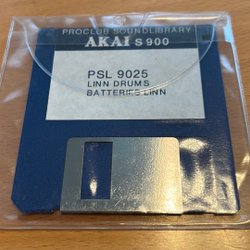 PROCLUB SOUNDLIBRARY
AKAI S900
PSL 9025
LINN DRUMS
BATTERIES LINN